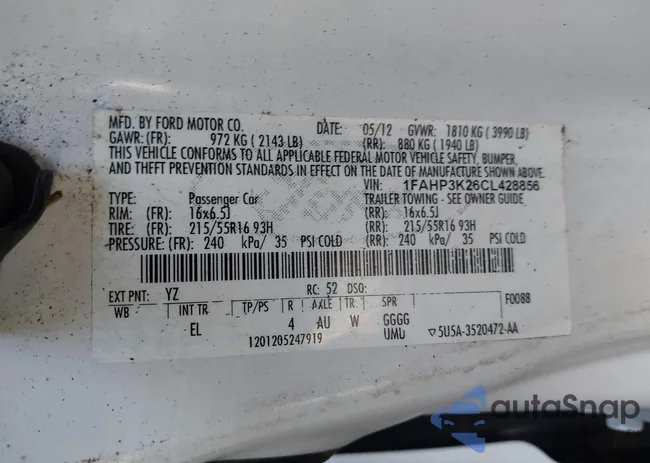 MFD. BY FORD MOTOR CO. DATE: 05/12 GVWR: 1810 KG ( 3990 LB)
GAWR: (FR) 972 KG ( 2143 LB) (RR): 880 KG ( 1940 LB)
THIS VEHICLE CONFORMS TO ALL APPLICABLE FEDERAL MOTOR VEHICLE SAFETY, BUMPER,
AND THEFT PREVENTION STANDARDS IN EFFECT ON THE DATE OF MANUFACTURE SHOWN ABOVE.
VIN: 1FAHP3K26CL428856
TYPE: Passenger Car TRAILER TOWING - SEE OWNER GUIDE.
RIM: (FR): 16x6.5J (RR): 16x6.5J
TIRE: (FR): 215/55R16 93H (RR): 215/55R16 93H
PRESSURE: (FR): 240 kPa/ 35 PSI COLD (RR): 240 kPa/ 35 PSI COLD
EXT PNT: YZ RC: 52 DSO:
WB INT TR TP/PS R AXLE TR SPR F0088
EL 4 AU W GGGG
1201205247919 UMU ▽5U5A-3520472-AA
autoSnap